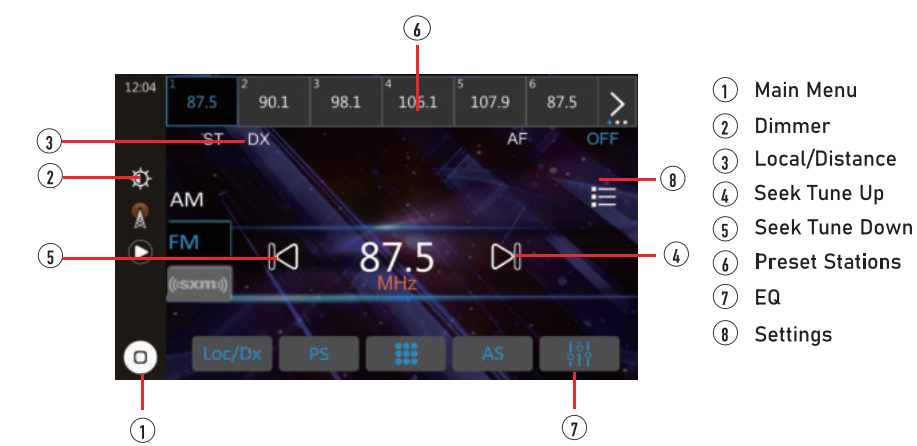 6
12:04
1 87.5
2 90.1
3 98.1
4 106.1
5 107.9
6 87.5
ST DX AF OFF
3
2
8
AM
FM
5
87.5
MHz
4
((sxm))
Loc/Dx PS AS
1
7
1 Main Menu
2 Dimmer
3 Local/Distance
4 Seek Tune Up
5 Seek Tune Down
6 Preset Stations
7 EQ
8 Settings